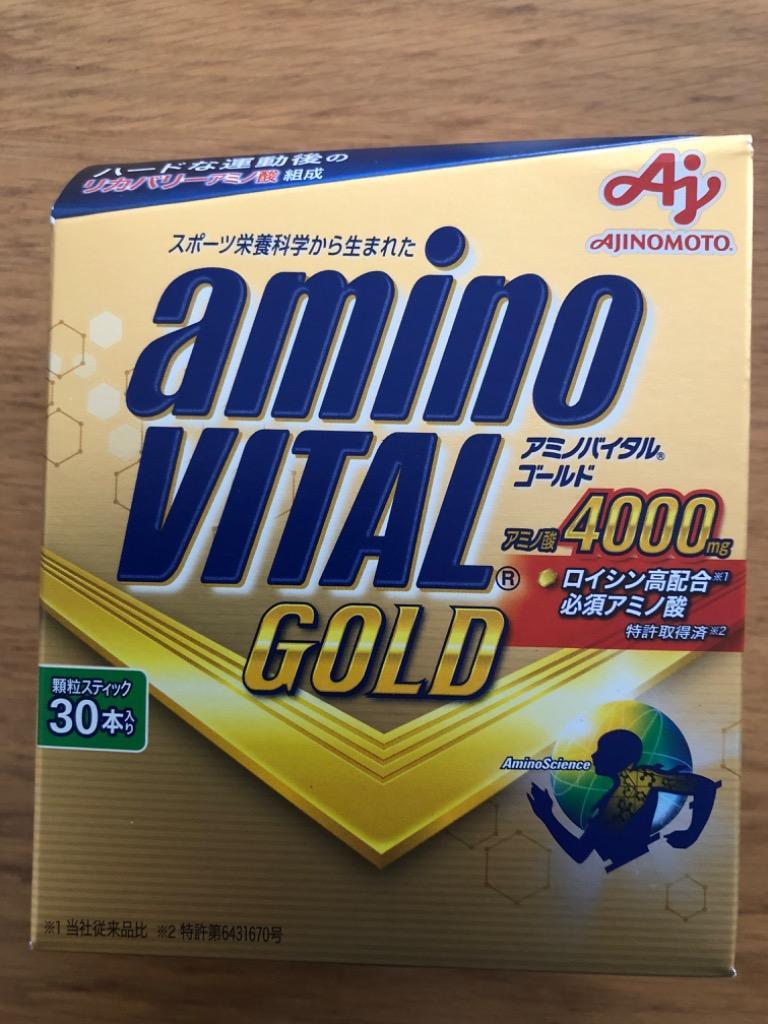 ハードな運動後の
リカバリーアミノ酸 組成
Aj
AJINOMOTO®
スポーツ栄養科学から生まれた
amino
VITAL®
アミノバイタル®
ゴールド
GOLD
アミノ酸 4000mg
ロイシン高配合※1
必須アミノ酸
特許取得済※2
顆粒スティック
30本入り
AminoScience
※1 当社従来品比 ※2 特許第6431670号